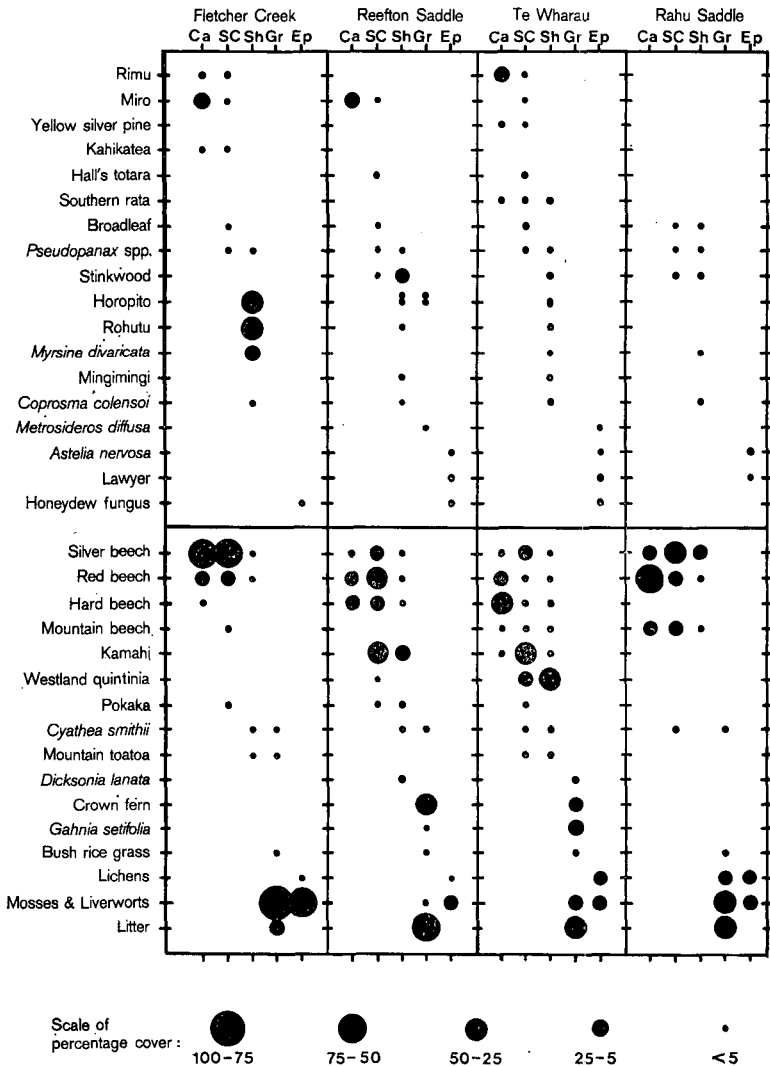 Fletcher Creek Reefton Saddle Te Wharau Rahu Saddle
Ca SC Sh Gr Ep Ca SC Sh Gr Ep Ca SC Sh Gr Ep Ca SC Sh Gr Ep
Rimu
Miro
Yellow silver pine
Kahikatea
Hall's totara
Southern rata
Broadleaf
Pseudopanax spp.
Stinkwood
Horopito
Rohutu
Myrsine divaricata
Mingimingi
Coprosma colensoi
Metrosideros diffusa
Astelia nervosa
Lawyer
Honeydew fungus
Silver beech
Red beech
Hard beech
Mountain beech
Kamahi
Westland quintinia
Pokaka
Cyathea smithii
Mountain toatoa
Dicksonia lanata
Crown fern
Gahnia setifolia
Bush rice grass
Lichens
Mosses & Liverworts
Litter
Scale of
percentage cover :
100-75 75-50 50-25 25-5 <5